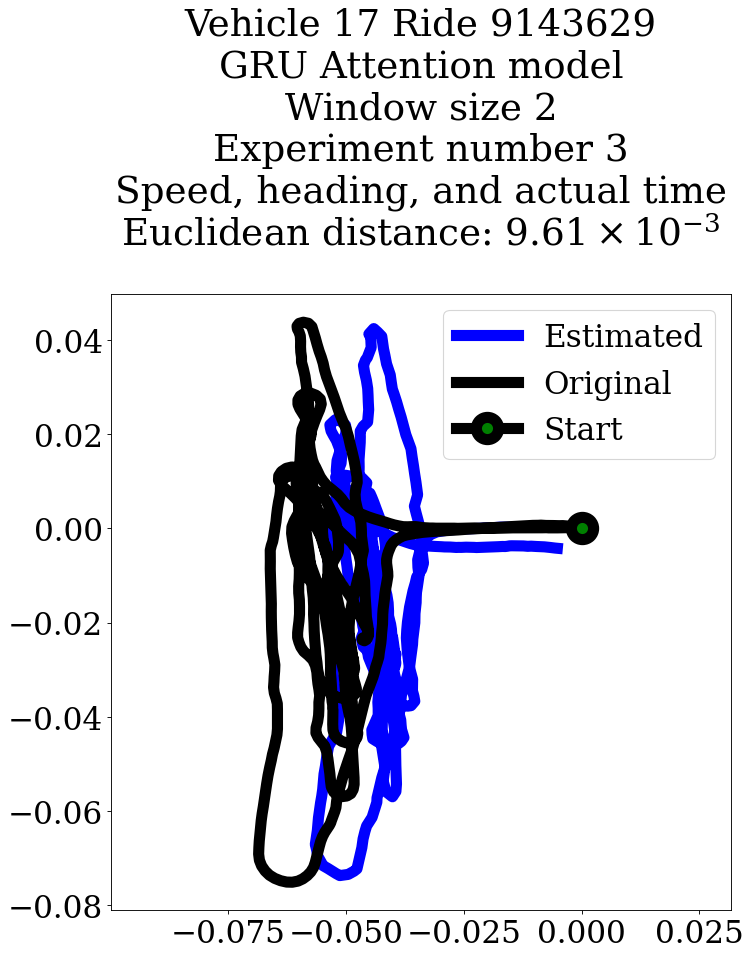 Vehicle 17 Ride 9143629
GRU Attention model
Window size 2
Experiment number 3
Speed, heading, and actual time
Euclidean distance: 9.61 × 10⁻³
Estimated
Original
Start
0.04
0.02
0.00
−0.02
−0.04
−0.06
−0.08
−0.075 −0.050 −0.025 0.000 0.025